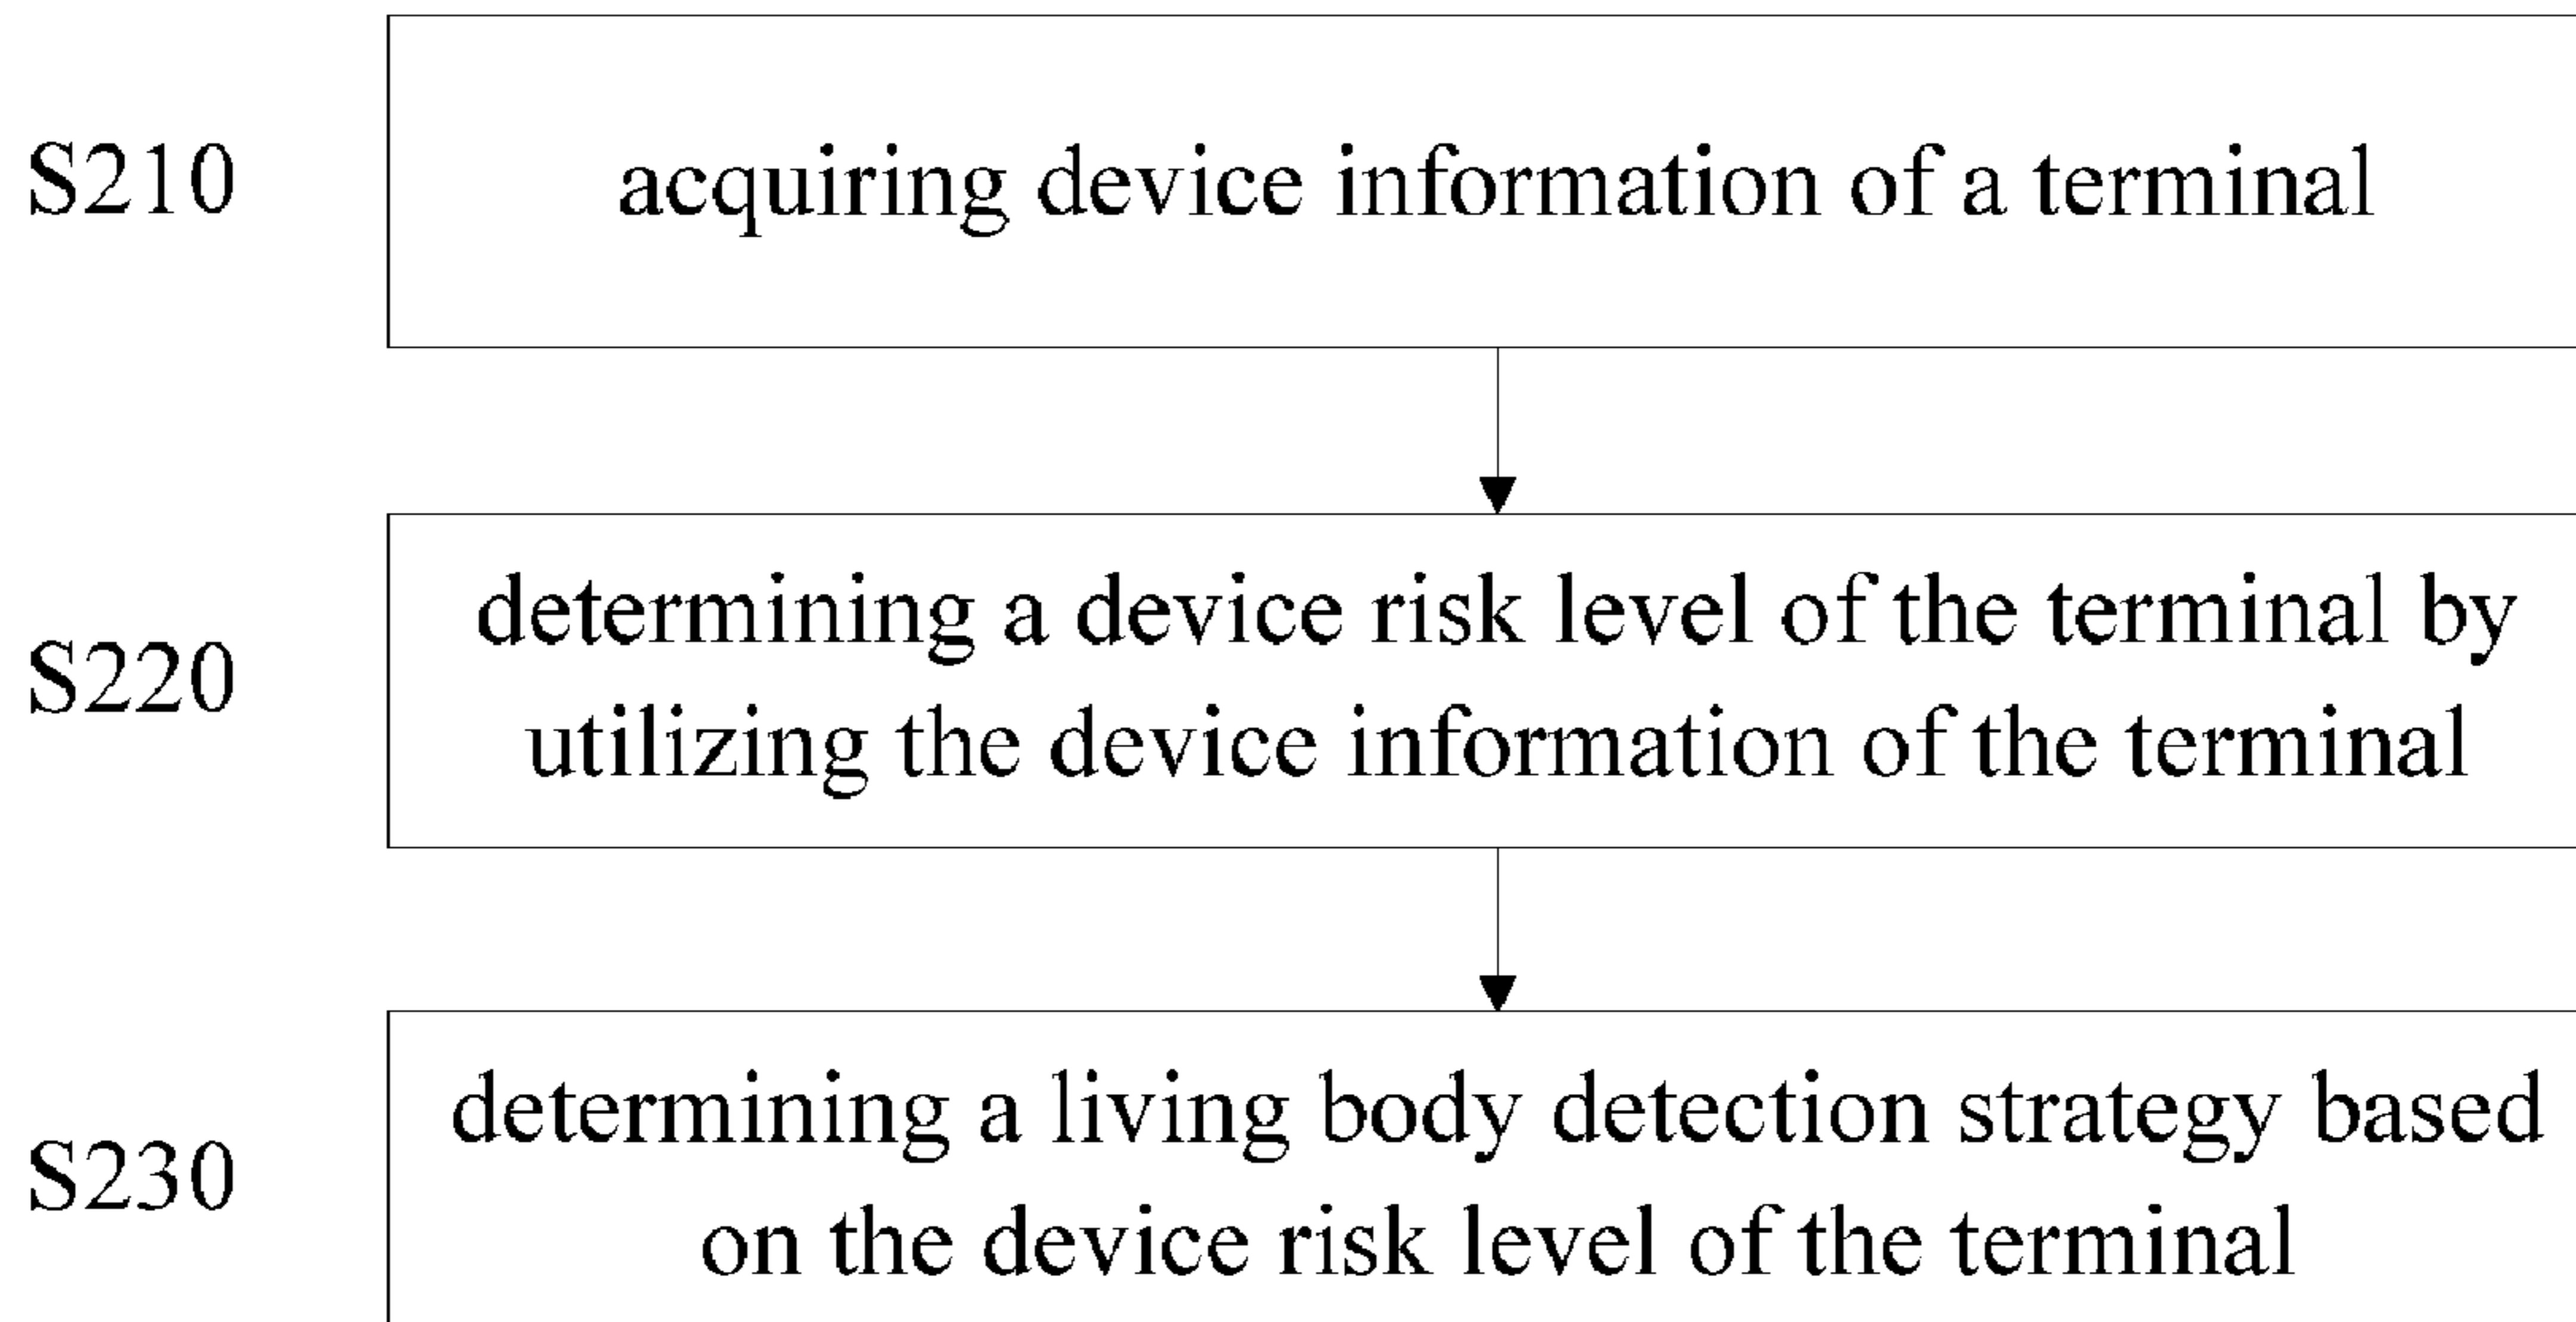 S210
acquiring device information of a terminal
S220
determining a device risk level of the terminal by
utilizing the device information of the terminal
S230
determining a living body detection strategy based
on the device risk level of the terminal